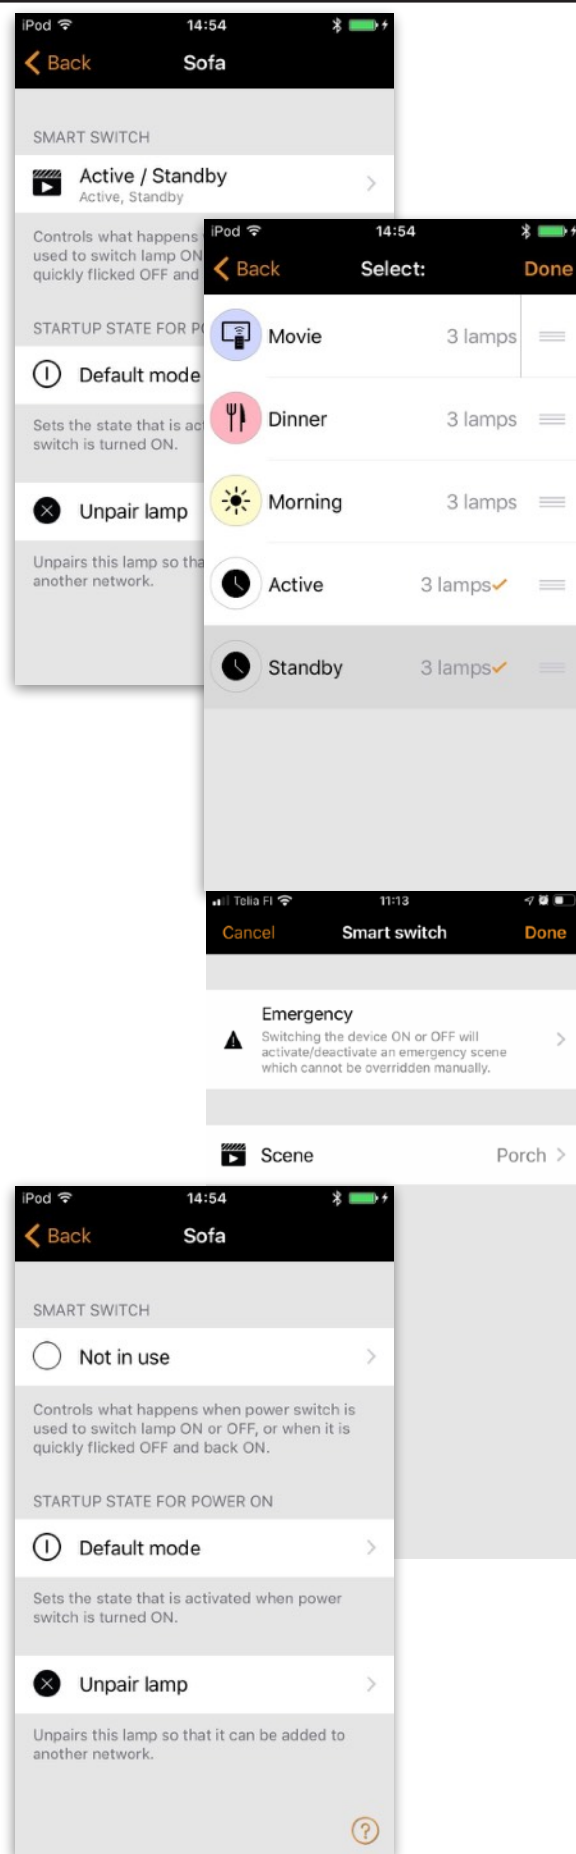 iPod 14:54
Back Sofa
SMART SWITCH
Active / Standby
Active, Standby
Controls what happens
used to switch lamp ON
quickly flicked OFF and
STARTUP STATE FOR
Default mode
Sets the state that is
switch is turned ON.
Unpair lamp
Unpairs this lamp so
another network.
iPod 14:54
Back Select: Done
Movie 3 lamps
Dinner 3 lamps
Morning 3 lamps
Active 3 lamps
Standby 3 lamps
Telia FI 11:13
Cancel Smart switch Done
Emergency
Switching the device ON or OFF will
activate/deactivate an emergency scene
which cannot be overridden manually.
Scene Porch
iPod 14:54
Back Sofa
SMART SWITCH
Not in use
Controls what happens when power switch is
used to switch lamp ON or OFF, or when it is
quickly flicked OFF and back ON.
STARTUP STATE FOR POWER ON
Default mode
Sets the state that is activated when power
switch is turned ON.
Unpair lamp
Unpairs this lamp so that it can be added to
another network.
?